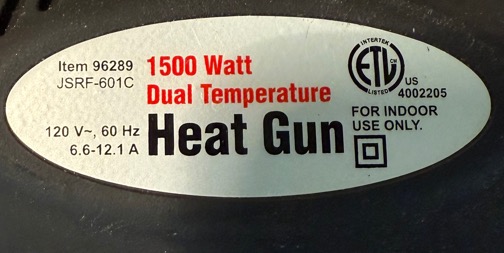 Item 96289
JSRF-601C
1500 Watt
Dual Temperature
120 V~, 60 Hz
6.6-12.1 A
Heat Gun
INTERTEK
ETL CM
LISTED
US
4002205
FOR INDOOR
USE ONLY.